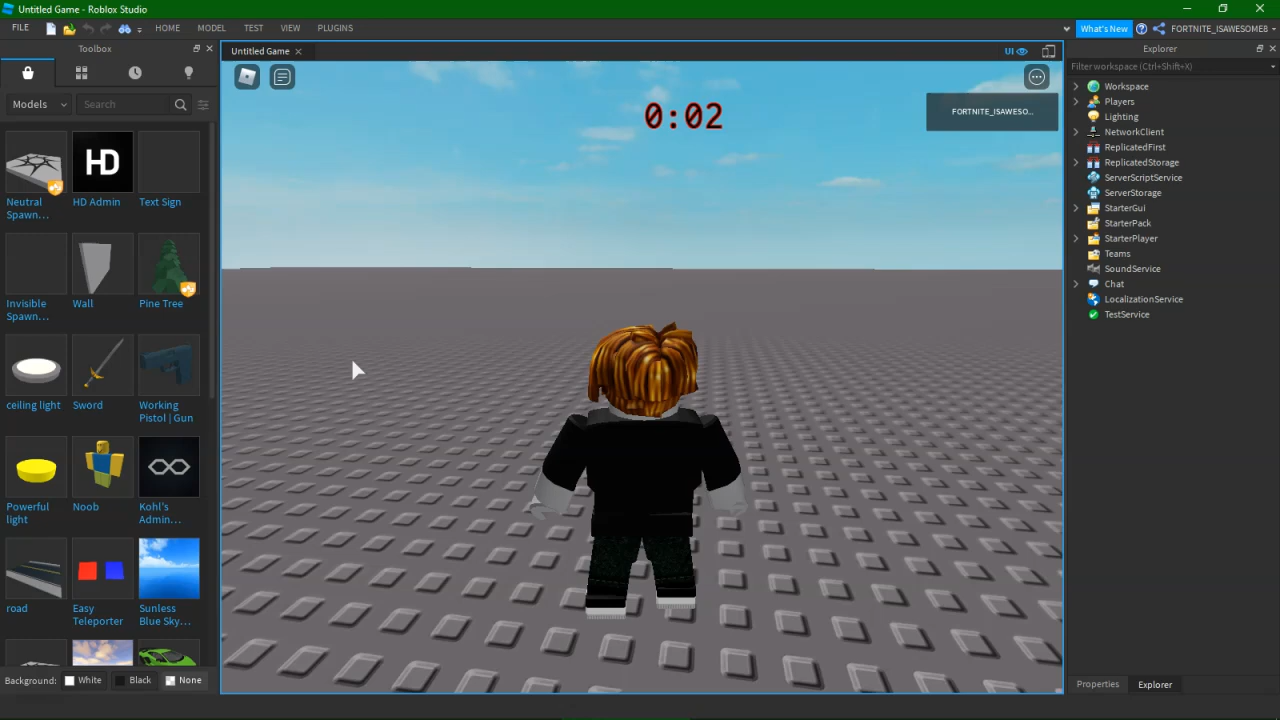 Untitled Game - Roblox Studio
FILE HOME MODEL TEST VIEW PLUGINS What's New FORTNITE_ISAWESOME8
Toolbox
Models Search
Neutral Spawn...
HD
HD Admin
Text Sign
Invisible Spawn...
Wall
Pine Tree
ceiling light
Sword
Working Pistol | Gun
Powerful light
Noob
Kohl's Admin...
road
Easy Teleporter
Sunless Blue Sky...
Background: White Black None
Untitled Game
UI
0:02
FORTNITE_ISAWESO...
Explorer
Filter workspace (Ctrl+Shift+X)
Workspace
Players
Lighting
NetworkClient
ReplicatedFirst
ReplicatedStorage
ServerScriptService
ServerStorage
StarterGui
StarterPack
StarterPlayer
Teams
SoundService
Chat
LocalizationService
TestService
Properties Explorer